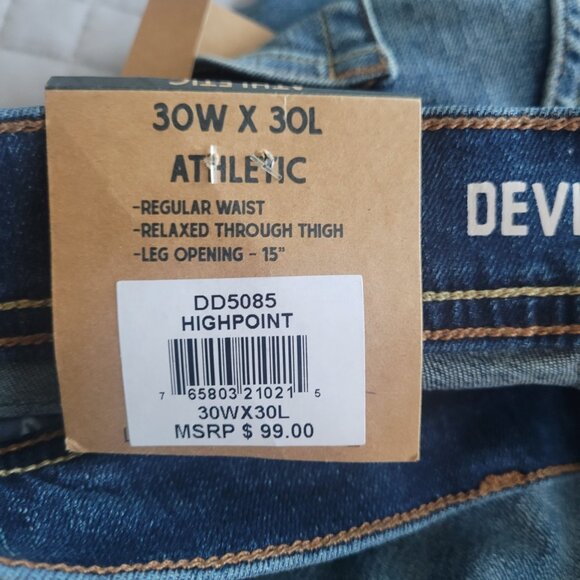 ATHLETIC
30W X 30L
ATHLETIC
-REGULAR WAIST
-RELAXED THROUGH THIGH
-LEG OPENING - 15"
DD5085
HIGHPOINT
7 65803 21021 5
30WX30L
MSRP $ 99.00
DEV